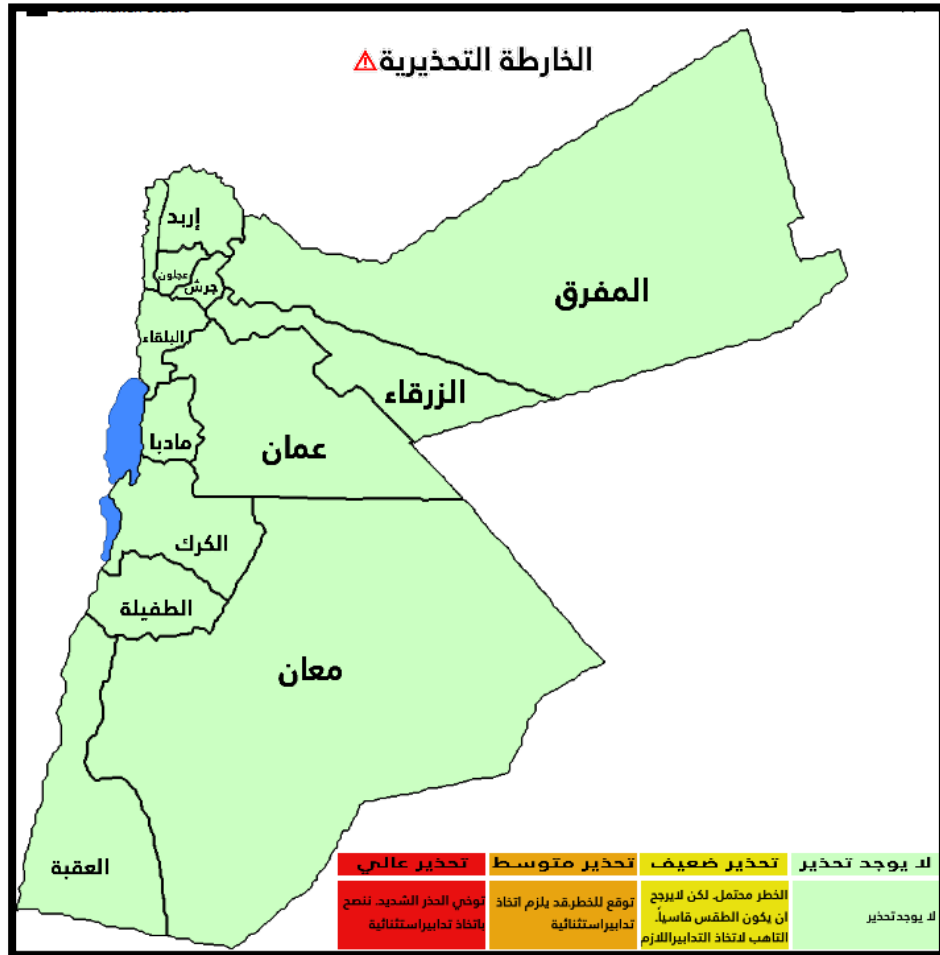 الخارطة التحذيرية⚠
إربد
عجلون
جرش
المفرق
البلقاء
الزرقاء
مادبا
عمان
الكرك
الطفيلة
معان
العقبة
لا يوجد تحذير
تحذير ضعيف
تحذير متوسط
تحذير عالي
لا يوجد تحذير
الخطر محتمل. لكن لايرجح
ان يكون الطقس قاسياً.
التاهب لاتخاذ التدابيراللازم
توقع للخطر.قد يلزم اتخاذ
تدابيراستثنائية
توخي الحذر الشديد. ننصح
باتخاذ تدابيراستثنائية